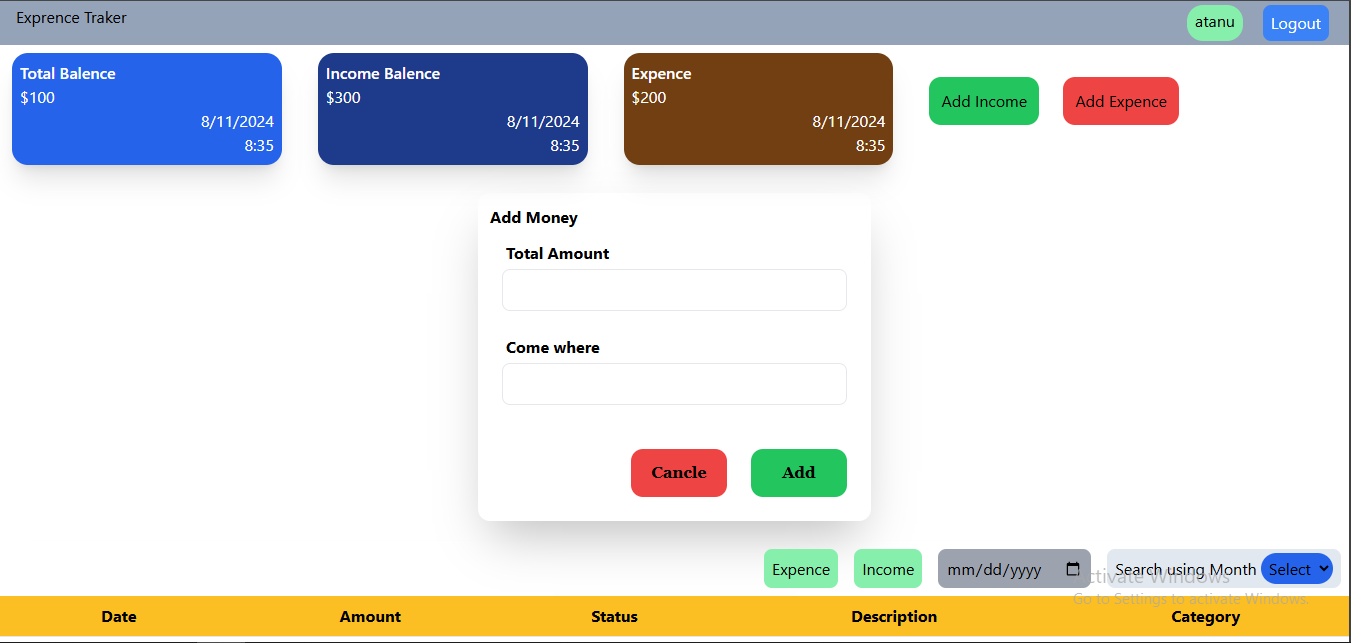 Exprence Traker
atanu
Logout
Total Balence
$100
8/11/2024
8:35
Income Balence
$300
8/11/2024
8:35
Expence
$200
8/11/2024
8:35
Add Income
Add Expence
Add Money
Total Amount
Come where
Cancle
Add
Expence
Income
mm/dd/yyyy
Search using Month
Select
Activate Windows
Go to Settings to activate Windows.
Date Amount Status Description Category